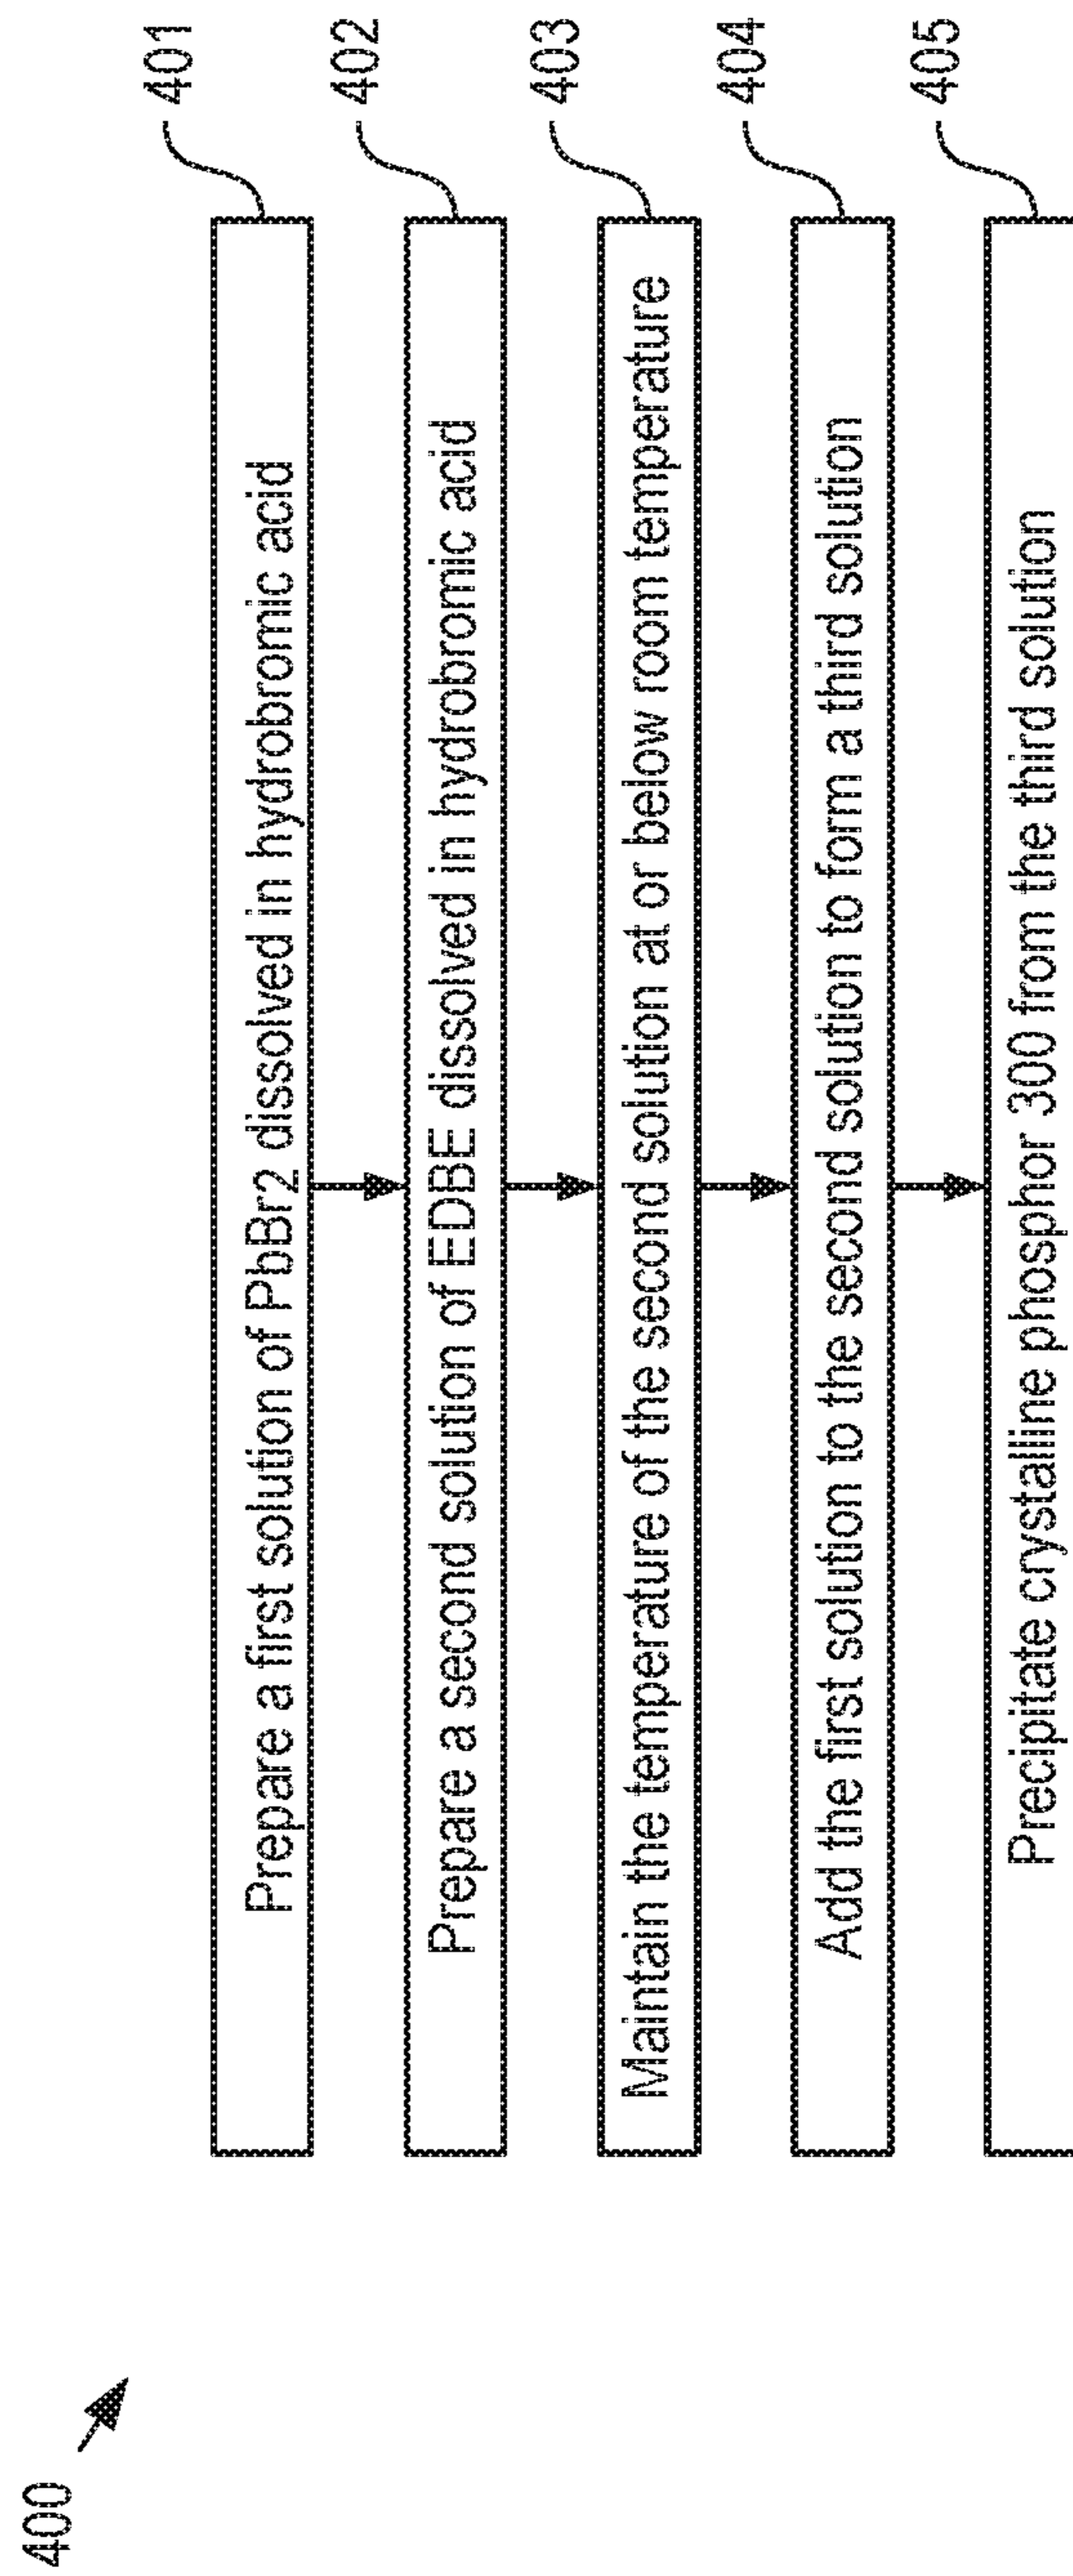 400
Prepare a first solution of PbBr2 dissolved in hydrobromic acid
401
Prepare a second solution of EDBE dissolved in hydrobromic acid
402
Maintain the temperature of the second solution at or below room temperature
403
Add the first solution to the second solution to form a third solution
404
Precipitate crystalline phosphor 300 from the third solution
405